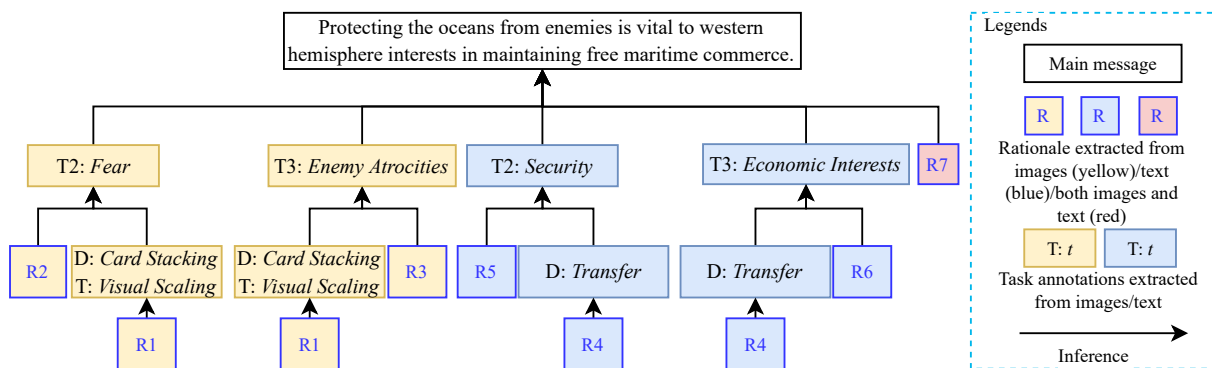 Protecting the oceans from enemies is vital to western
hemisphere interests in maintaining free maritime commerce.
T2: Fear
T3: Enemy Atrocities
T2: Security
T3: Economic Interests
R7
R2
D: Card Stacking
T: Visual Scaling
D: Card Stacking
T: Visual Scaling
R3
R5
D: Transfer
D: Transfer
R6
R1
R1
R4
R4
Legends
Main message
R
R
R
Rationale extracted from
images (yellow)/text
(blue)/both images and
text (red)
T: t
T: t
Task annotations extracted
from images/text
Inference